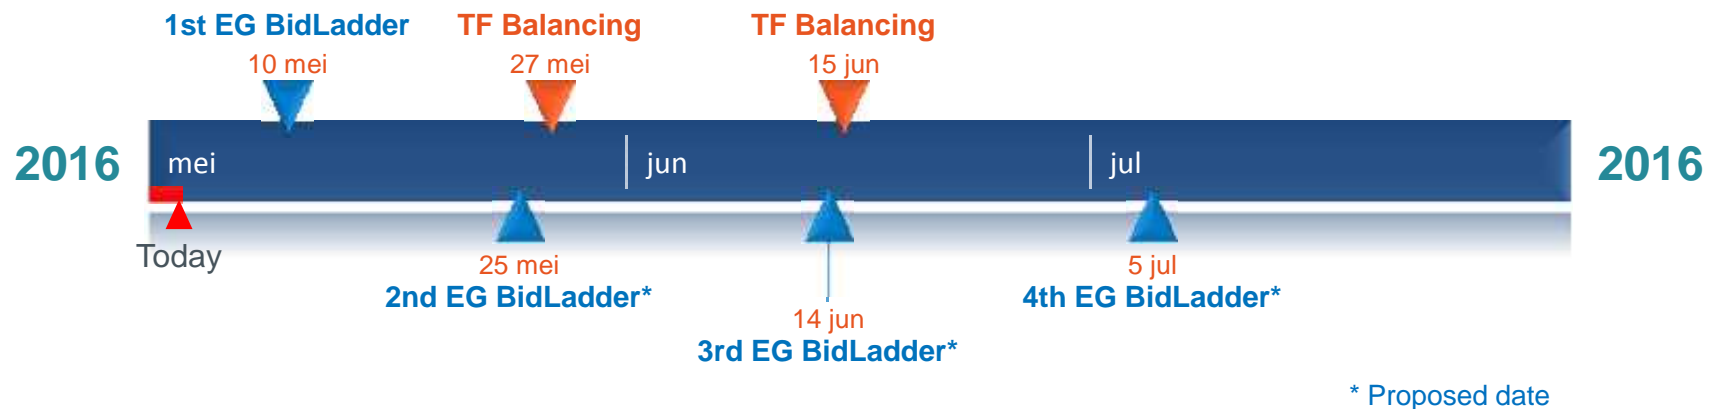 1st EG BidLadder
10 mei
TF Balancing
27 mei
TF Balancing
15 jun
2016
mei
jun
jul
2016
Today
25 mei
2nd EG BidLadder*
14 jun
3rd EG BidLadder*
5 jul
4th EG BidLadder*
* Proposed date